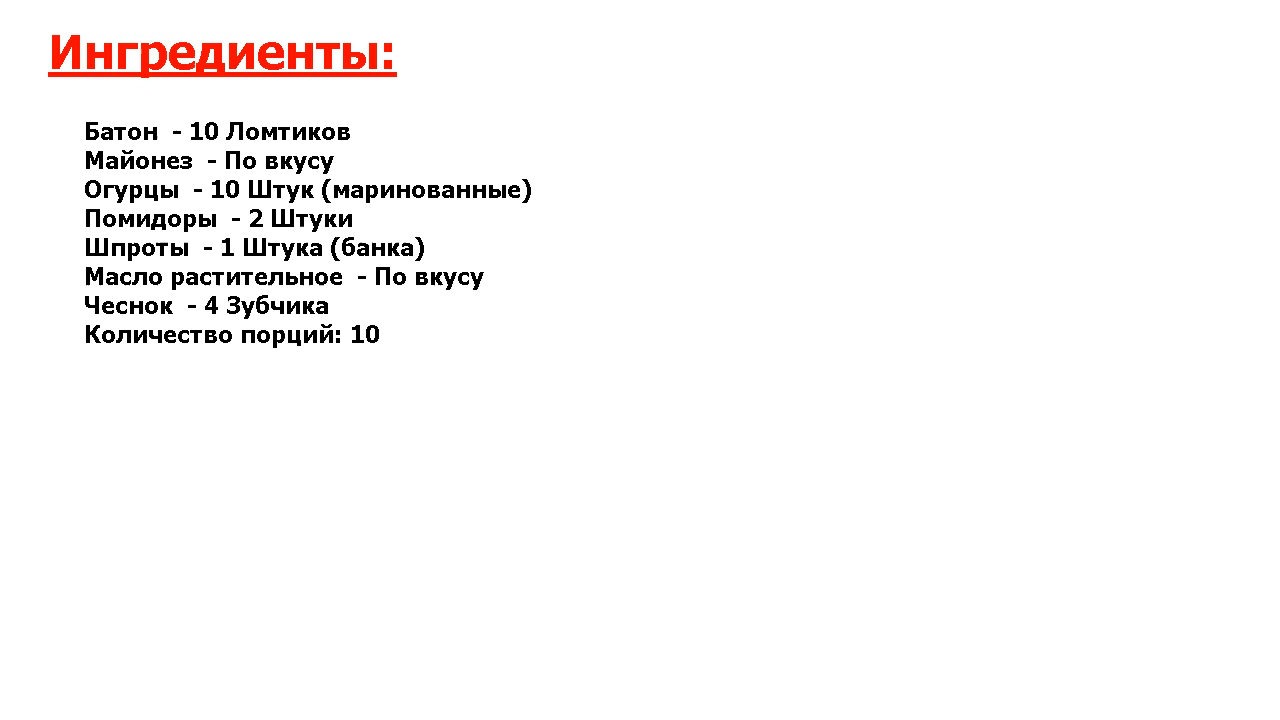 Ингредиенты:
Батон  - 10 Ломтиков
Майонез  - По вкусу
Огурцы  - 10 Штук (маринованные)
Помидоры  - 2 Штуки
Шпроты  - 1 Штука (банка)
Масло растительное  - По вкусу
Чеснок  - 4 Зубчика
Количество порций: 10